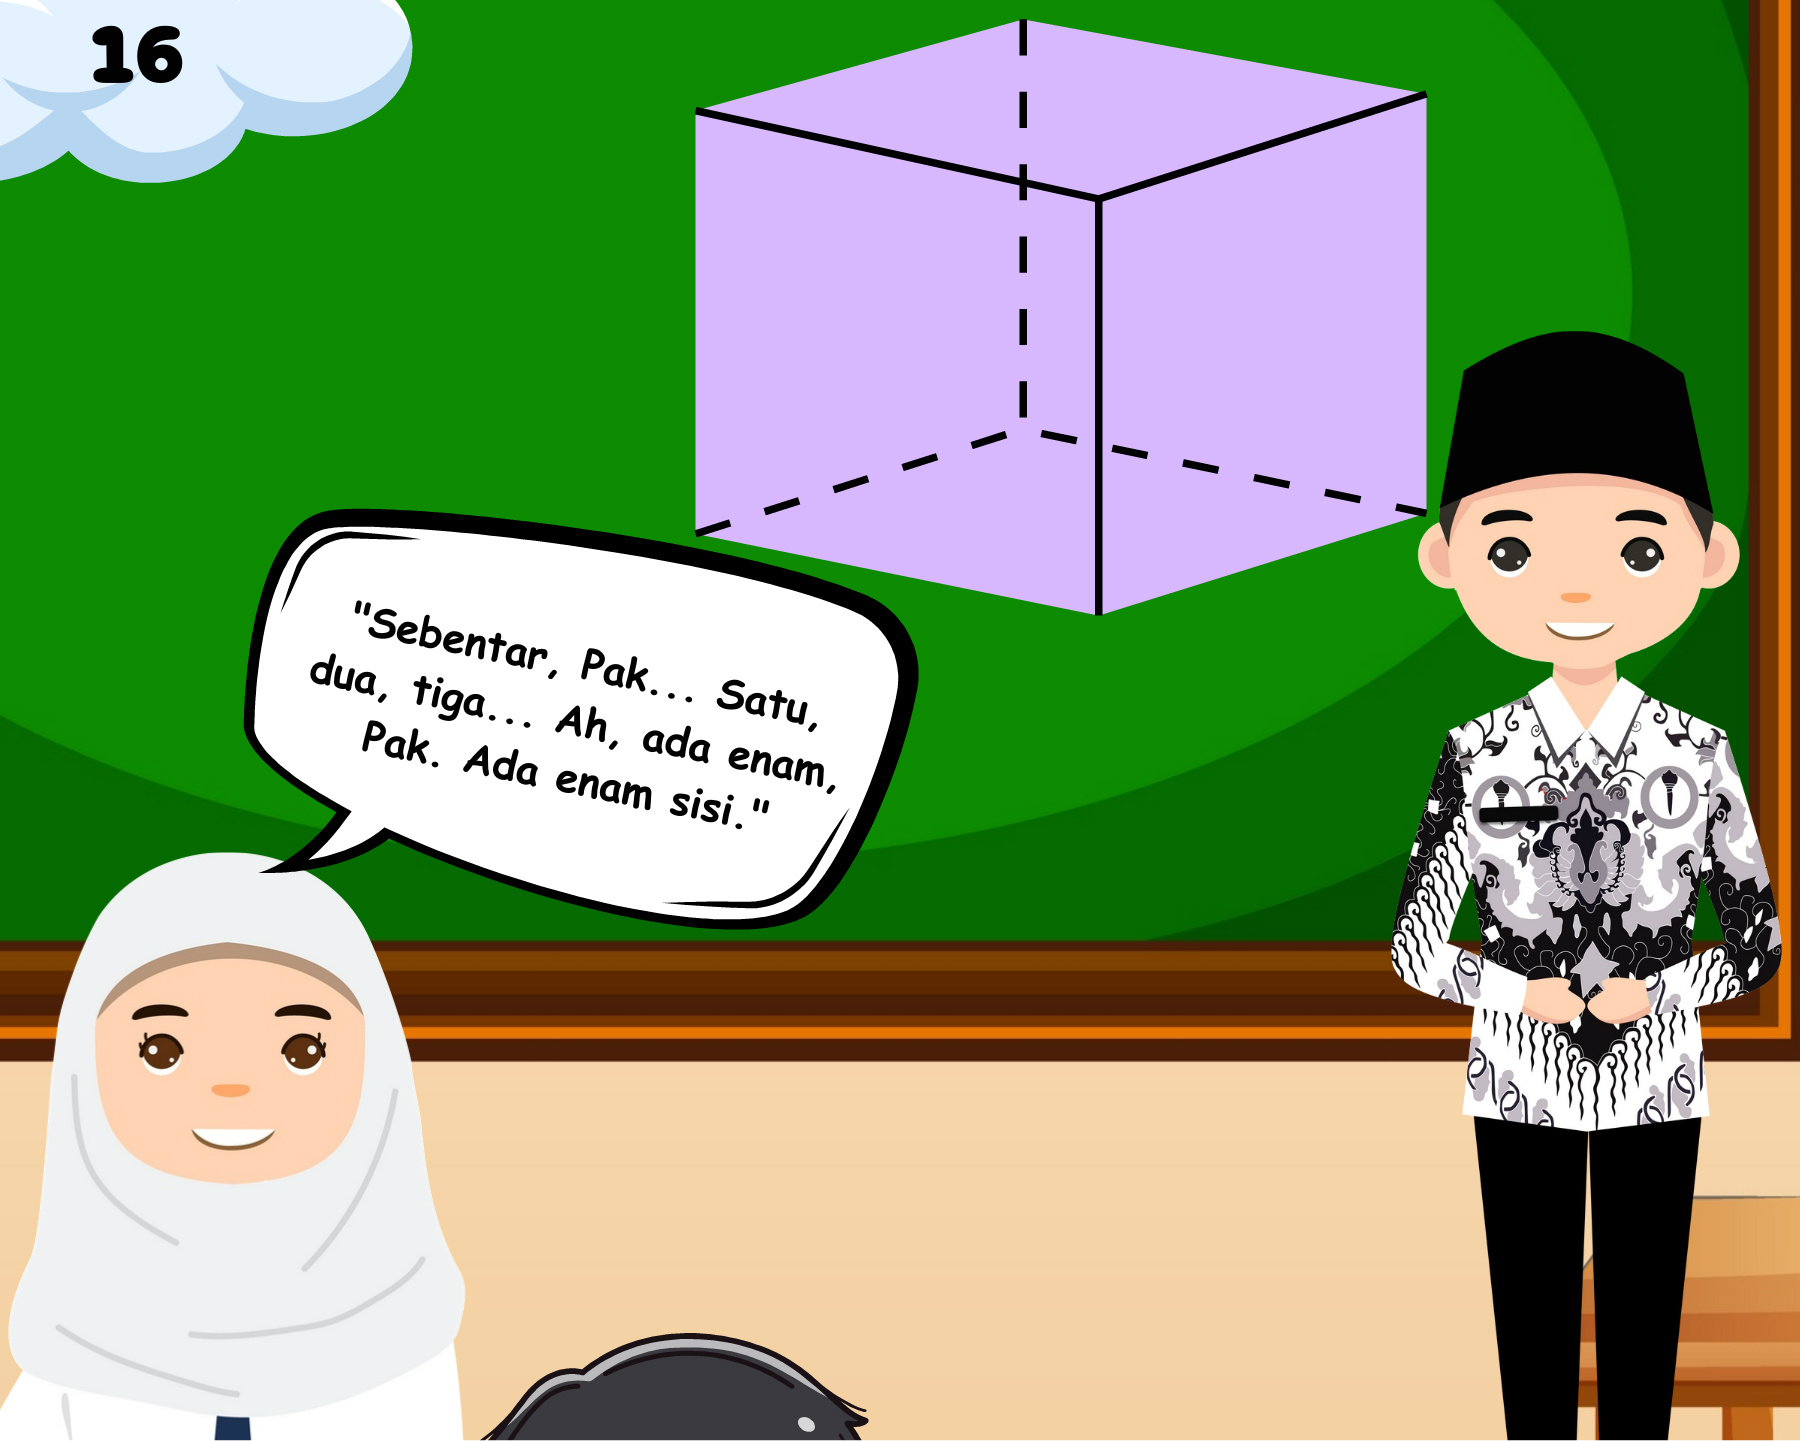 16
"Sebentar, Pak... Satu,
dua, tiga... Ah, ada enam,
Pak. Ada enam sisi."